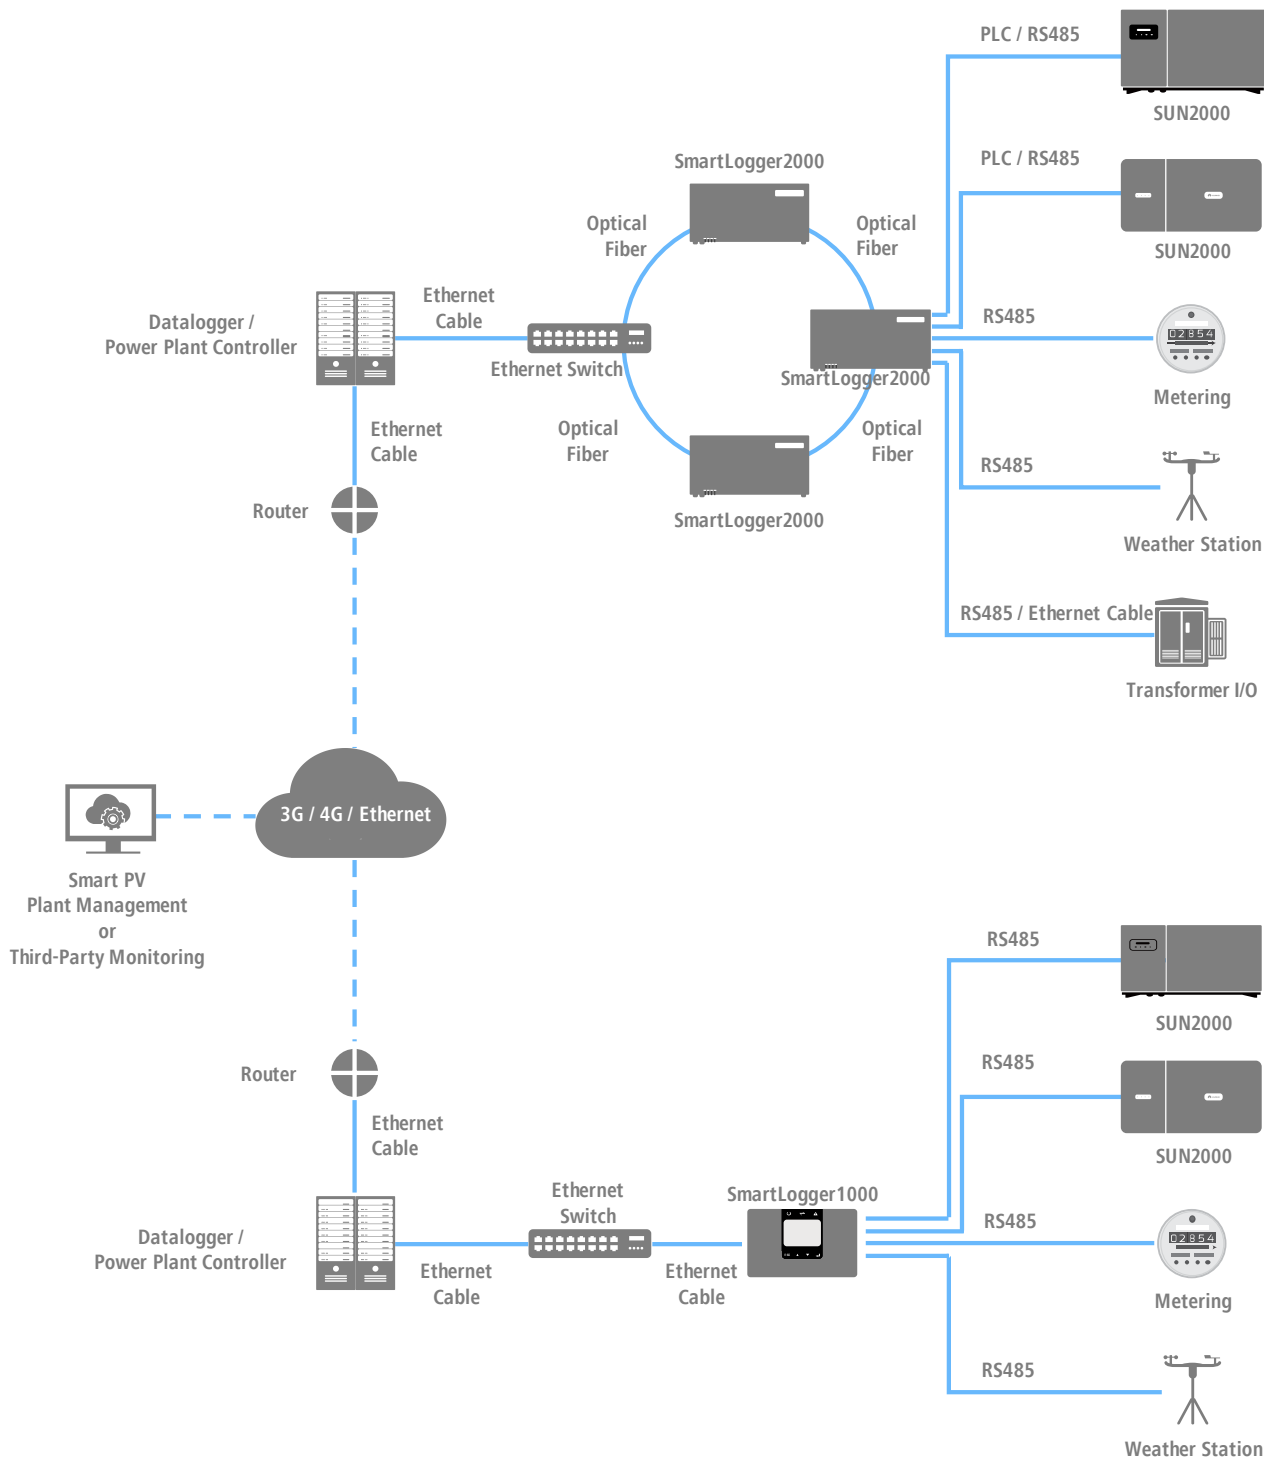 PLC / RS485
SUN2000
PLC / RS485
SUN2000
SmartLogger2000
Optical
Fiber
Optical
Fiber
Ethernet
Cable
Datalogger /
Power Plant Controller
Ethernet Switch
SmartLogger2000
RS485
02854
Metering
Ethernet
Cable
Optical
Fiber
Optical
Fiber
SmartLogger2000
RS485
Weather Station
Router
RS485 / Ethernet Cable
Transformer I/O
3G / 4G / Ethernet
Smart PV
Plant Management
or
Third-Party Monitoring
RS485
SUN2000
RS485
SUN2000
Router
Ethernet
Cable
Datalogger /
Power Plant Controller
Ethernet
Cable
Ethernet
Switch
Ethernet
Cable
SmartLogger1000
RS485
02854
Metering
RS485
Weather Station